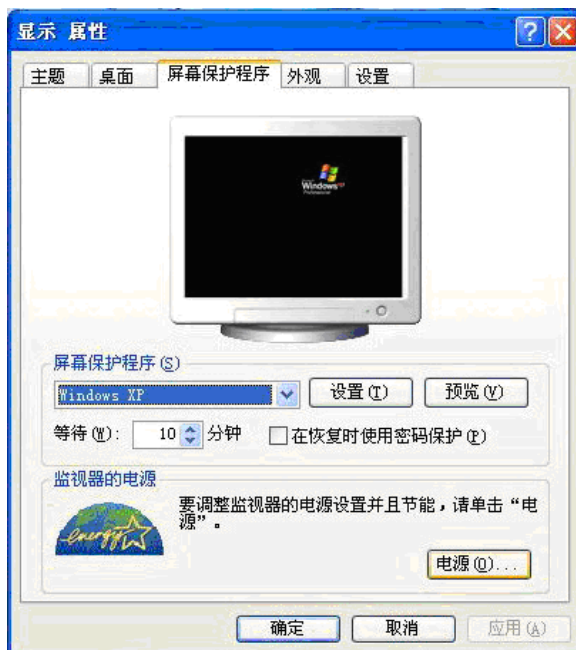 显示 属性
主题 桌面 屏幕保护程序 外观 设置
Windows
屏幕保护程序(S)
Windows XP 设置(T) 预览(V)
等待(W): 10 分钟 在恢复时使用密码保护(P)
监视器的电源
要调整监视器的电源设置并且节能，请单击“电
源”。
energy
电源(O)...
确定 取消 应用(A)